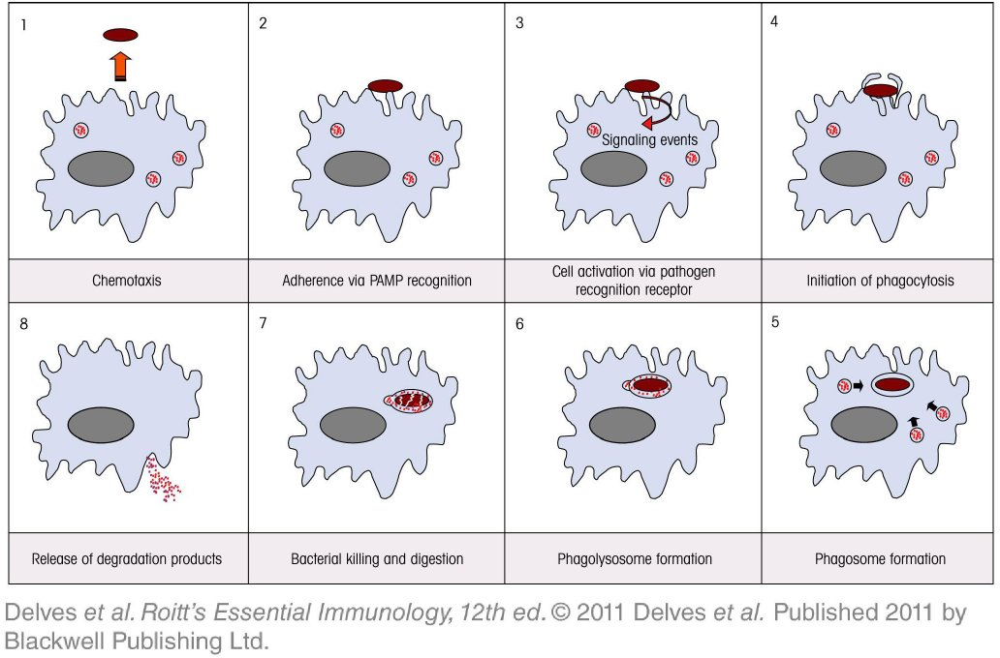 1
2
3
4
Signaling events
Chemotaxis
Adherence via PAMP recognition
Cell activation via pathogen
recognition receptor
Initiation of phagocytosis
8
7
6
5
Release of degradation products
Bacterial killing and digestion
Phagolysosome formation
Phagosome formation
Delves et al. Roitt's Essential Immunology, 12th ed. © 2011 Delves et al. Published 2011 by
Blackwell Publishing Ltd.